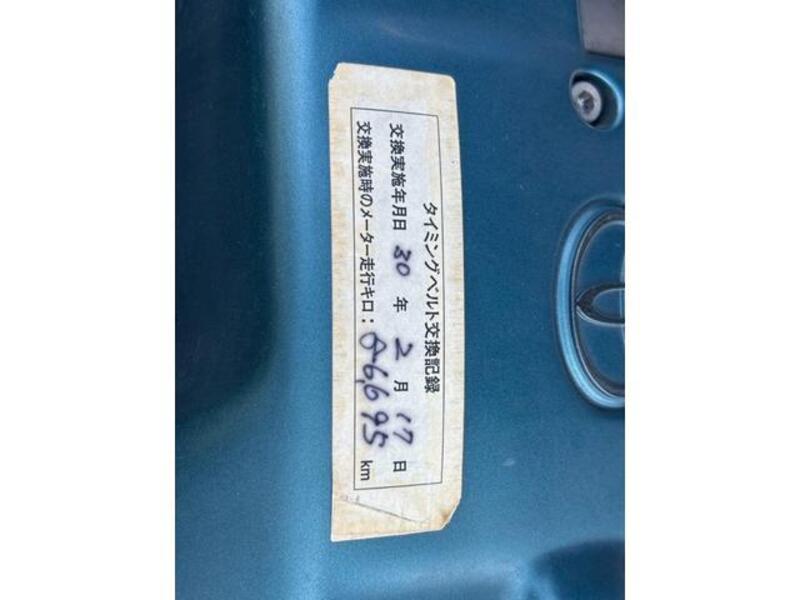 タイミングベルト交換記録
交換実施年月日 30 年 2 月 17 日
交換実施時のメーター走行キロ： 6,695 km